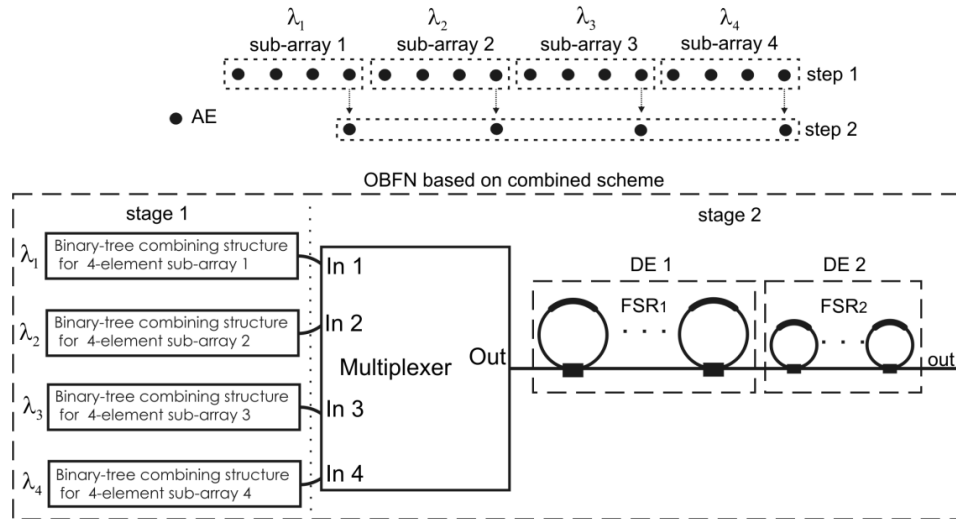 λ1 λ2 λ3 λ4
sub-array 1 sub-array 2 sub-array 3 sub-array 4
step 1
AE
step 2
OBFN based on combined scheme
stage 1 stage 2
λ1
Binary-tree combining structure
for 4-element sub-array 1
λ2
Binary-tree combining structure
for 4-element sub-array 2
λ3
Binary-tree combining structure
for 4-element sub-array 3
λ4
Binary-tree combining structure
for 4-element sub-array 4
In 1
In 2
Multiplexer
In 3
In 4
Out
DE 1
FSR1
DE 2
FSR2
out